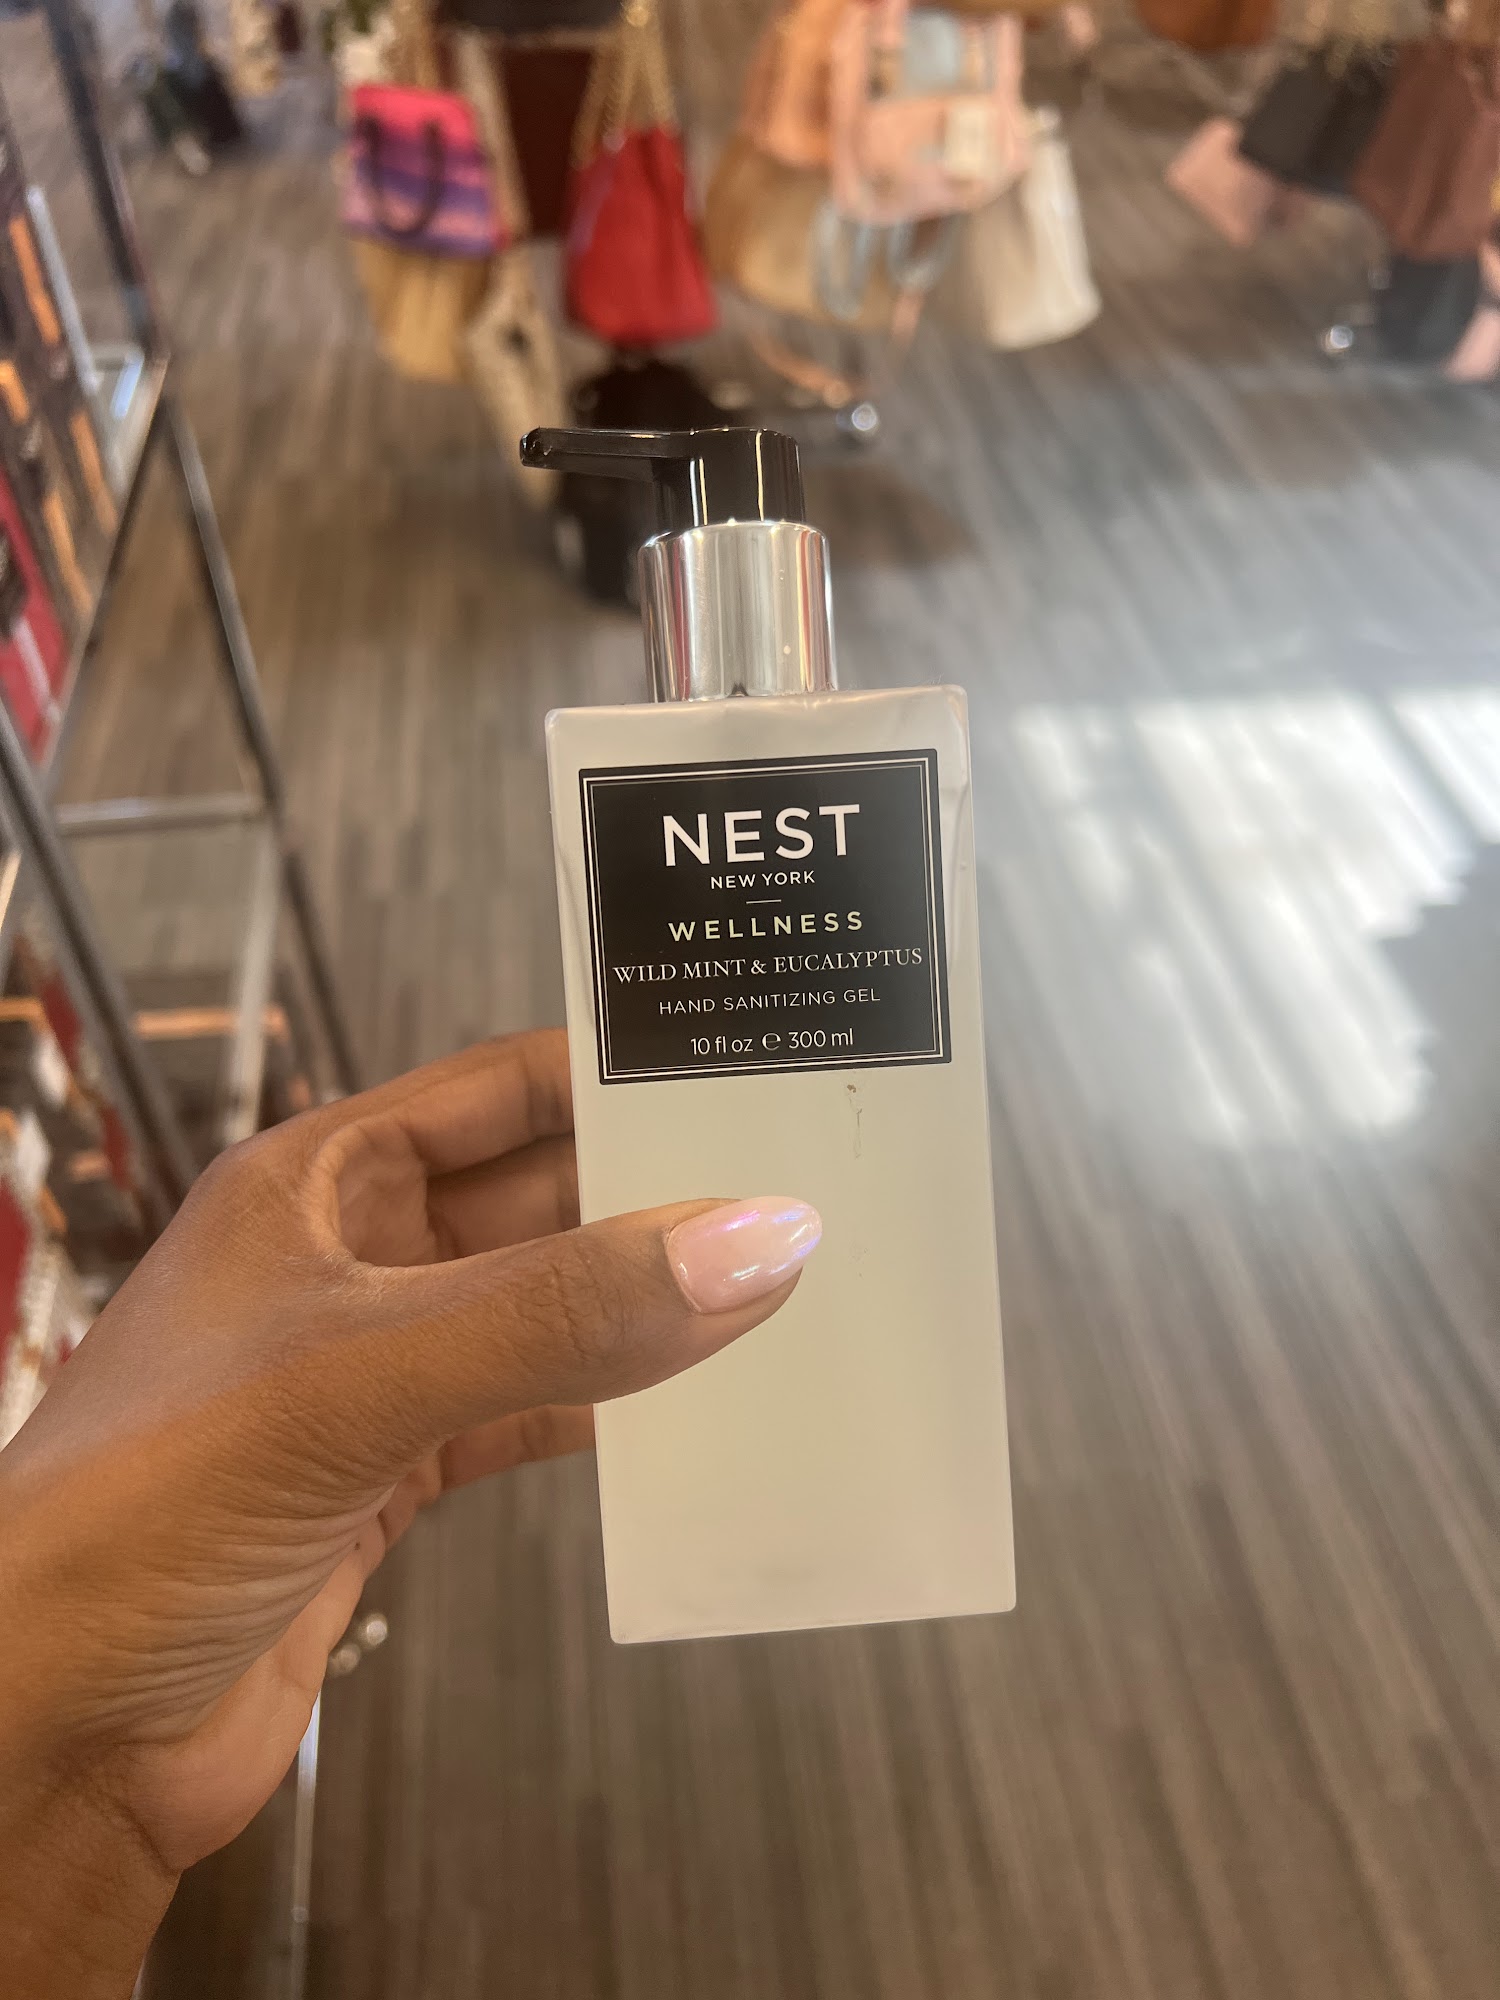 NEST
NEW YORK
WELLNESS
WILD MINT & EUCALYPTUS
HAND SANITIZING GEL
10 fl oz ℮ 300 ml